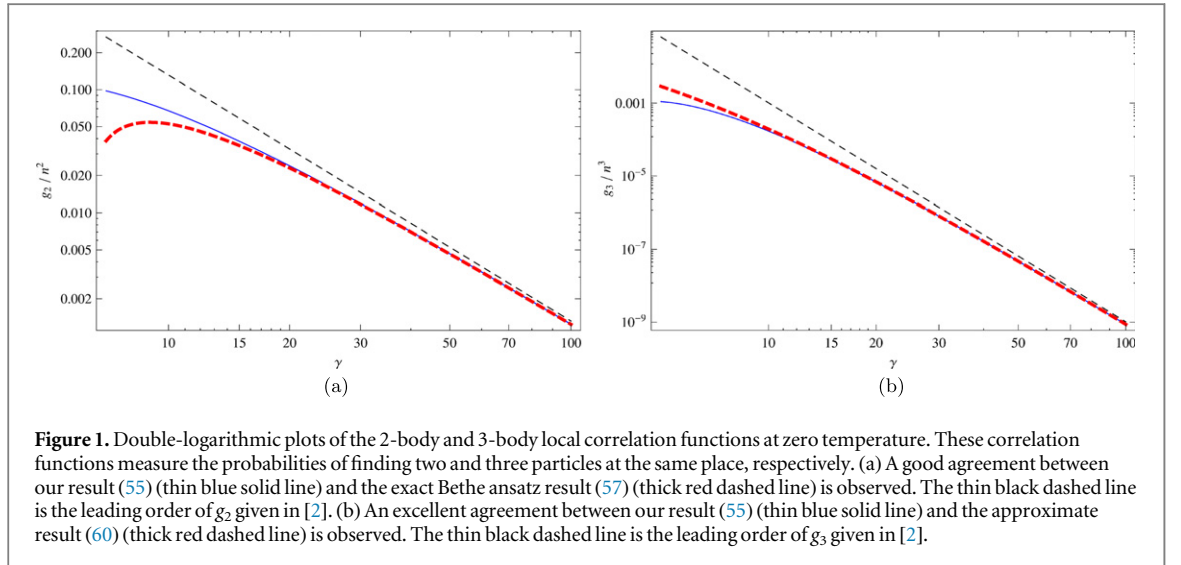 0.200
0.100
0.050
0.020
0.010
0.005
0.002
g₂ / n²
10 15 20 30 50 70 100
γ
(a)
0.001
10⁻⁵
10⁻⁷
10⁻⁹
g₃ / n³
10 15 20 30 50 70 100
γ
(b)
Figure 1. Double-logarithmic plots of the 2-body and 3-body local correlation functions at zero temperature. These correlation
functions measure the probabilities of finding two and three particles at the same place, respectively. (a) A good agreement between
our result (55) (thin blue solid line) and the exact Bethe ansatz result (57) (thick red dashed line) is observed. The thin black dashed line
is the leading order of g₂ given in [2]. (b) An excellent agreement between our result (55) (thin blue solid line) and the approximate
result (60) (thick red dashed line) is observed. The thin black dashed line is the leading order of g₃ given in [2].